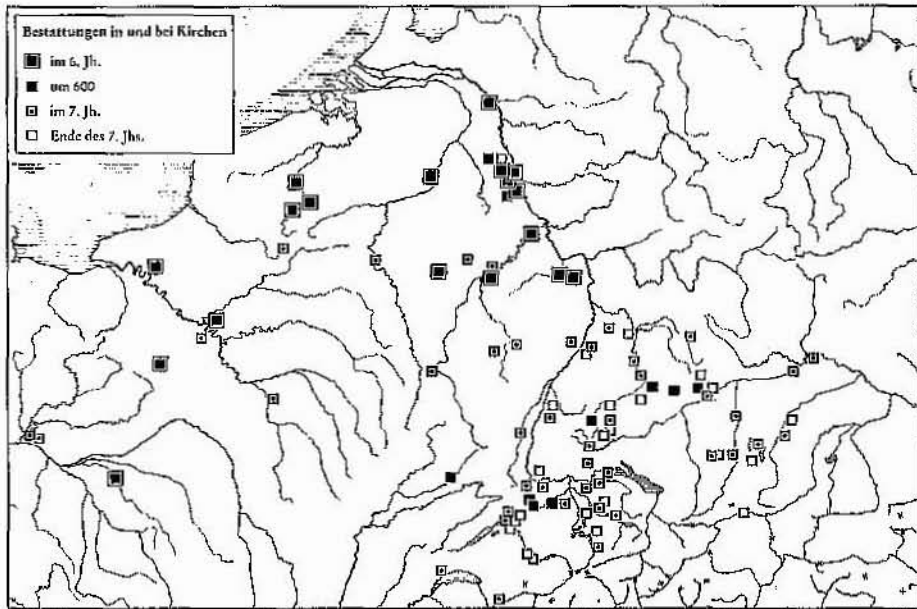 Bestattungen in und bei Kirchen
im 6. Jh.
um 600
im 7. Jh.
Ende des 7. Jhs.